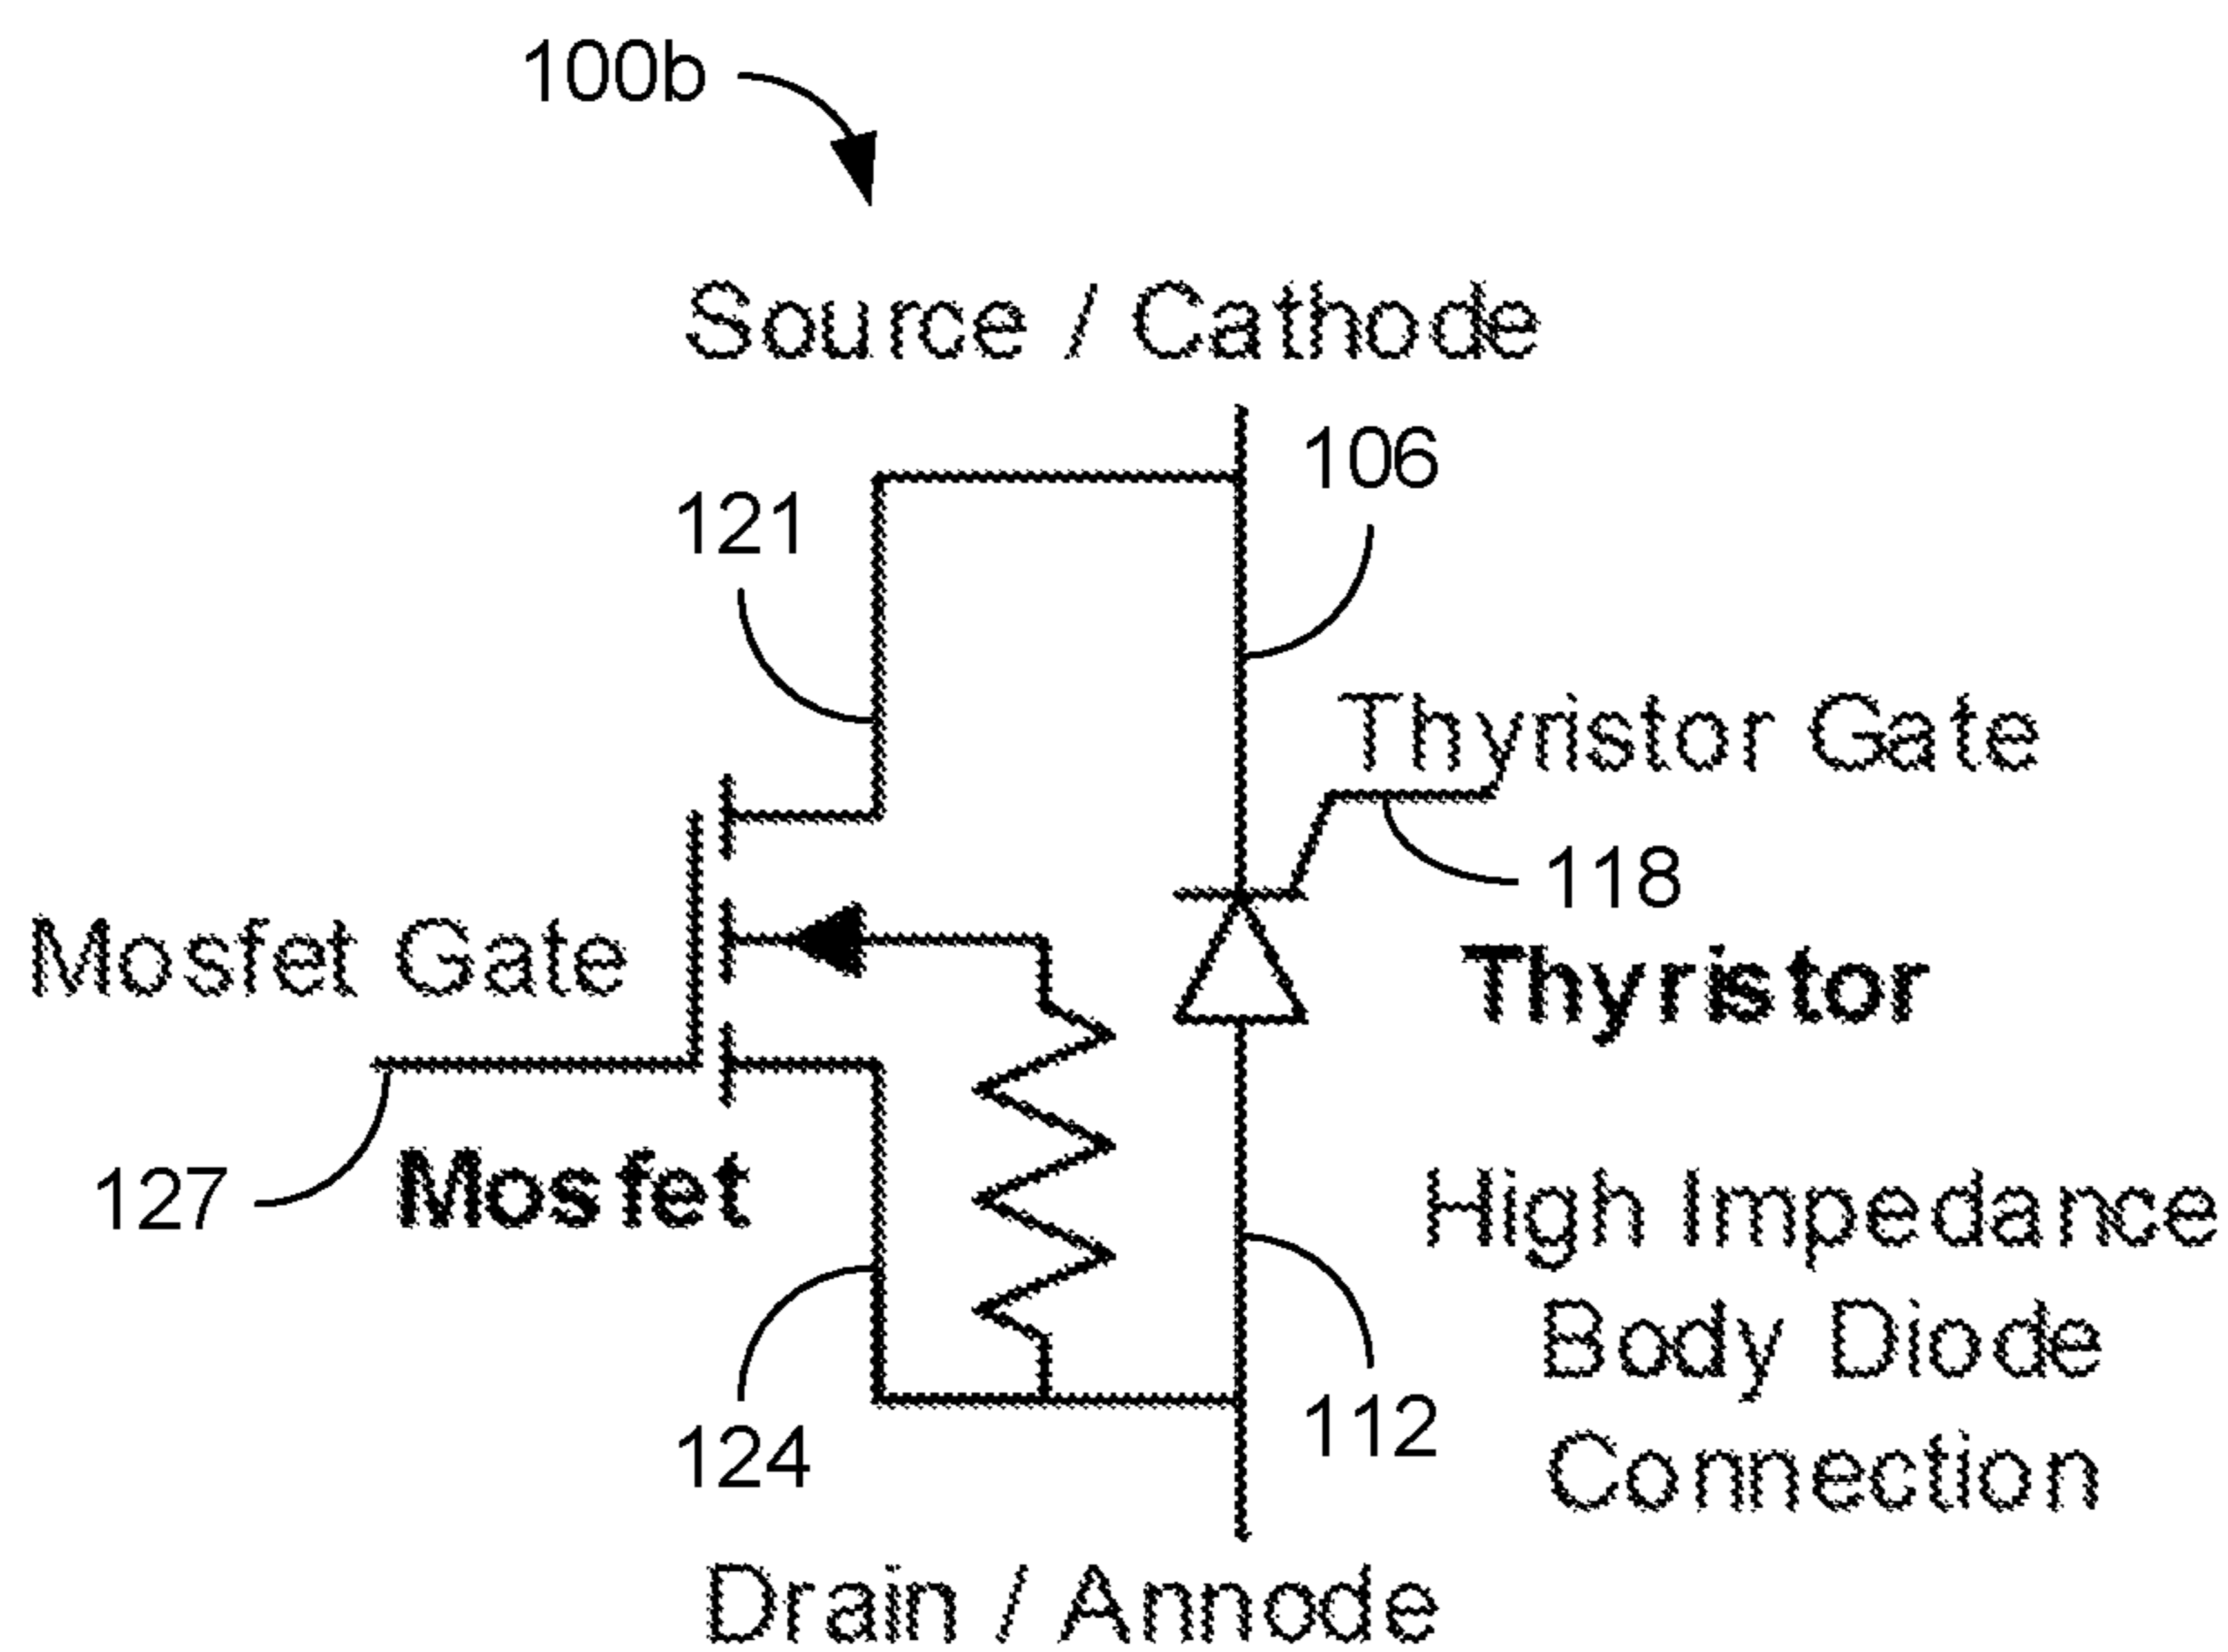 100b
Source / Cathode
106
121
Thyristor Gate
118
Mosfet Gate
Thyristor
127
Mosfet
High Impedance
Body Diode
Connection
112
124
Drain / Annode